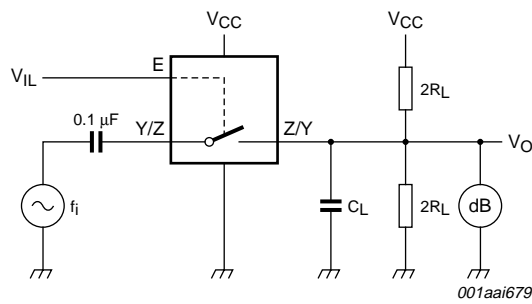 VCC
VCC
E
VIL
2RL
0.1 μF
Y/Z
Z/Y
VO
fi
CL
2RL
dB
001aai679